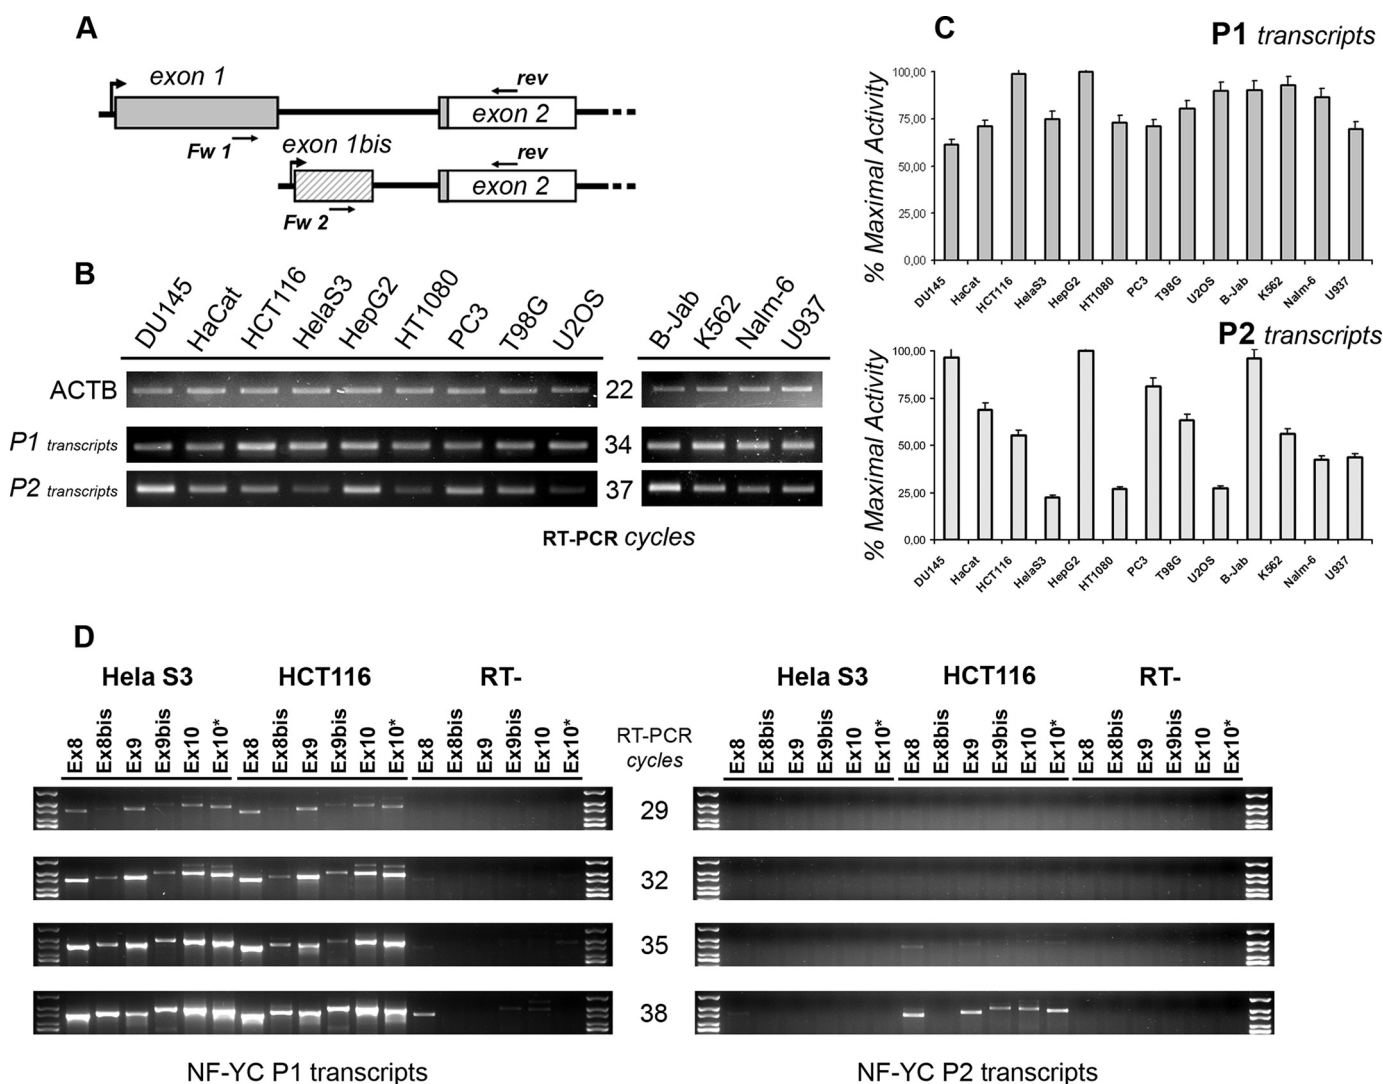 A
exon 1
rev
exon 2
Fw 1
exon 1bis
rev
exon 2
Fw 2
B
DU145 HaCat HCT116 HelaS3 HepG2 HT1080 PC3 T98G U2OS B-Jab K562 Nalm-6 U937
ACTB 22
P1 transcripts 34
P2 transcripts 37
RT-PCR cycles
C
P1 transcripts
% Maximal Activity
100,00
75,00
50,00
25,00
0,00
DU145 HaCat HCT116 HelaS3 HepG2 HT1080 PC3 T98G U2OS B-Jab K562 Nalm-6 U937
P2 transcripts
% Maximal Activity
100,00
75,00
50,00
25,00
0,00
DU145 HaCat HCT116 HelaS3 HepG2 HT1080 PC3 T98G U2OS B-Jab K562 Nalm-6 U937
D
Hela S3 HCT116 RT- Hela S3 HCT116 RT-
Ex8 Ex8bis Ex9 Ex9bis Ex10 Ex10* Ex8 Ex8bis Ex9 Ex9bis Ex10 Ex10* Ex8 Ex8bis Ex9 Ex9bis Ex10 Ex10*
RT-PCR
cycles
Ex8 Ex8bis Ex9 Ex9bis Ex10 Ex10* Ex8 Ex8bis Ex9 Ex9bis Ex10 Ex10* Ex8 Ex8bis Ex9 Ex9bis Ex10 Ex10*
29
32
35
38
NF-YC P1 transcripts
NF-YC P2 transcripts